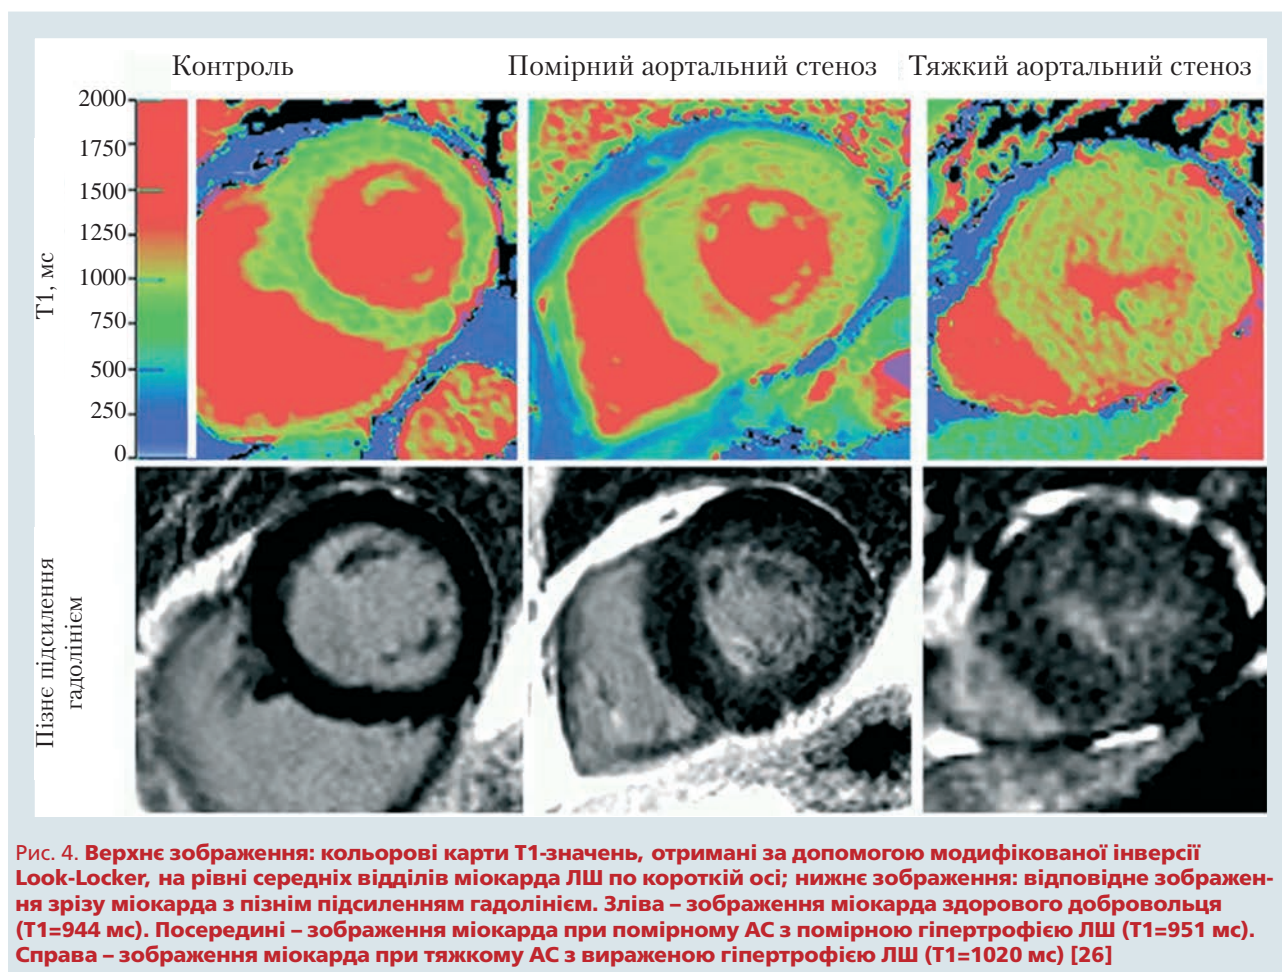 Контроль
Помірний аортальний стеноз
Тяжкий аортальний стеноз
2000
1750
1500
1250
1000
750
500
250
0
T1, мс
Пізнє підсилення
гадолінієм
Рис. 4. Верхнє зображення: кольорові карти Т1-значень, отримані за допомогою модифікованої інверсії
Look-Locker, на рівні середніх відділів міокарда ЛШ по короткій осі; нижнє зображення: відповідне зображен-
ня зрізу міокарда з пізнім підсиленням гадолінієм. Зліва – зображення міокарда здорового добровольця
(Т1=944 мс). Посередині – зображення міокарда при помірному АС з помірною гіпертрофією ЛШ (Т1=951 мс).
Справа – зображення міокарда при тяжкому АС з вираженою гіпертрофією ЛШ (Т1=1020 мс) [26]